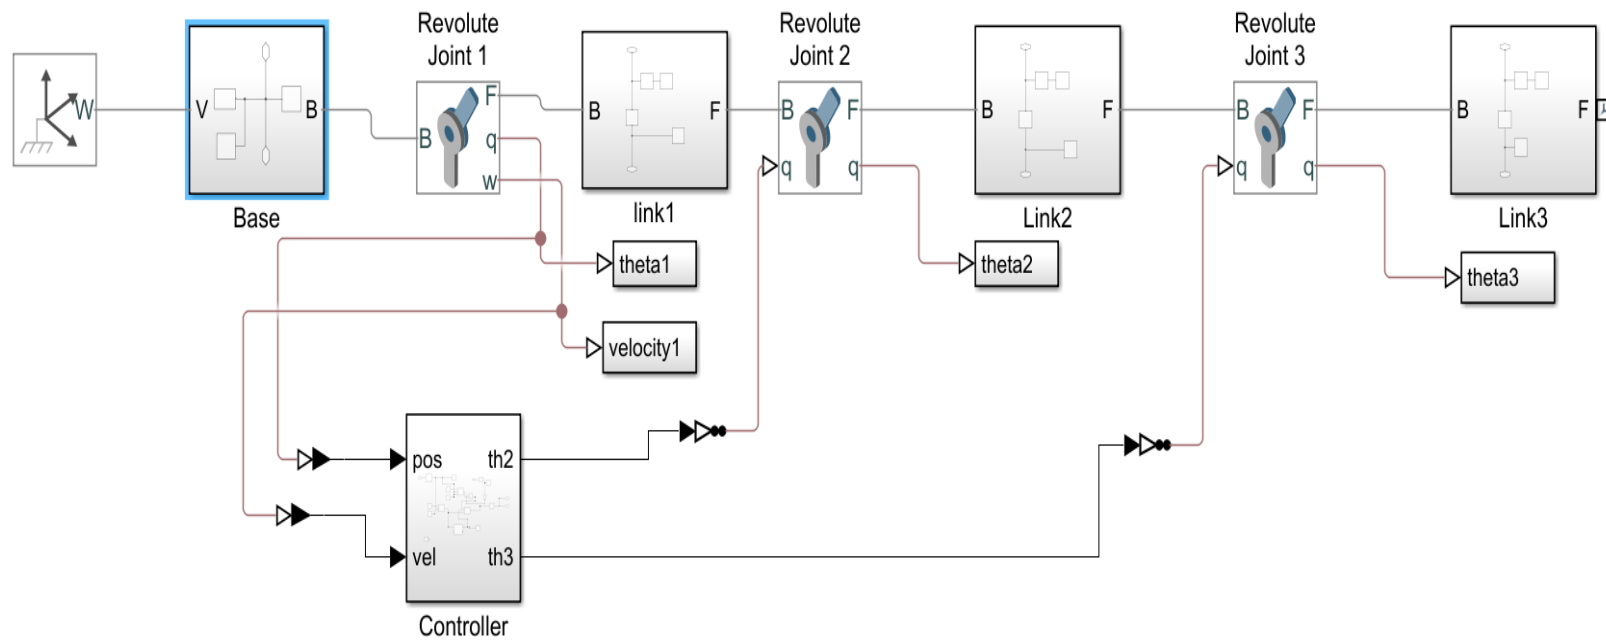 Revolute
Joint 1
Revolute
Joint 2
Revolute
Joint 3
W
V
B
B
F
q
w
B
F
B
q
F
q
B
F
B
q
F
q
B
F
Base
link1
Link2
Link3
theta1
theta2
theta3
velocity1
pos
th2
vel
th3
Controller